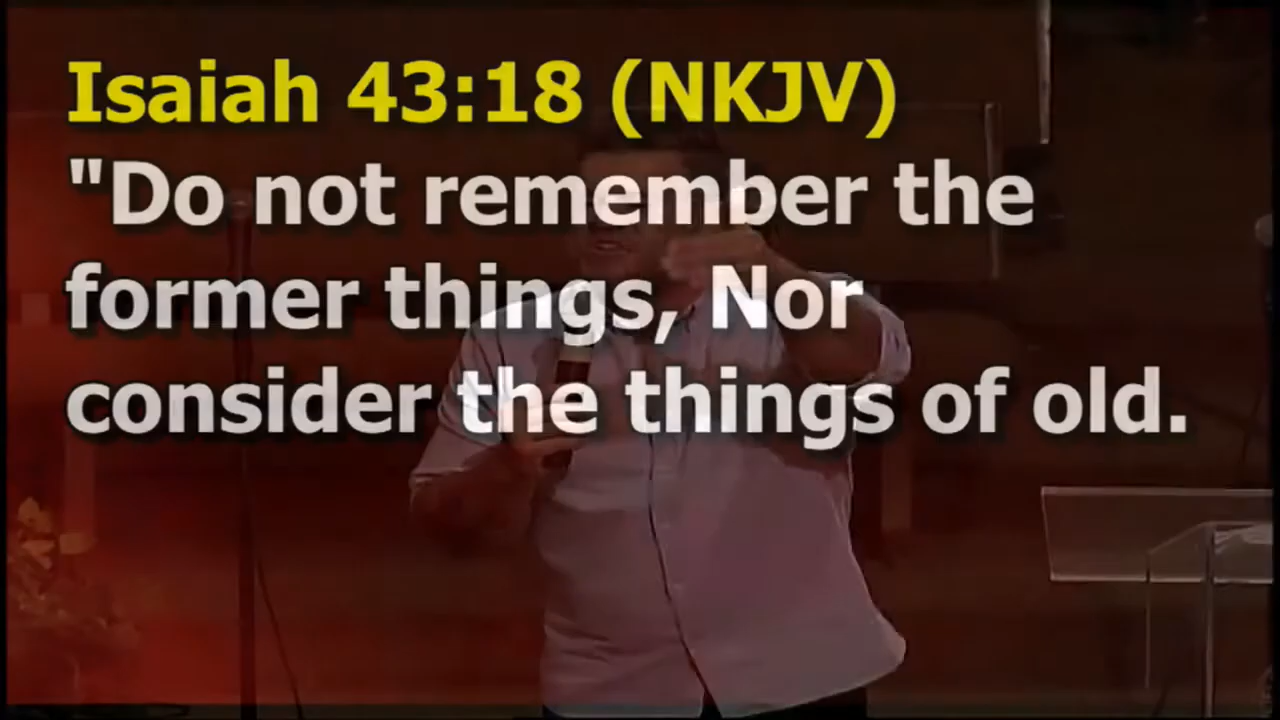 Isaiah 43:18 (NKJV)
"Do not remember the
former things, Nor
consider the things of old.